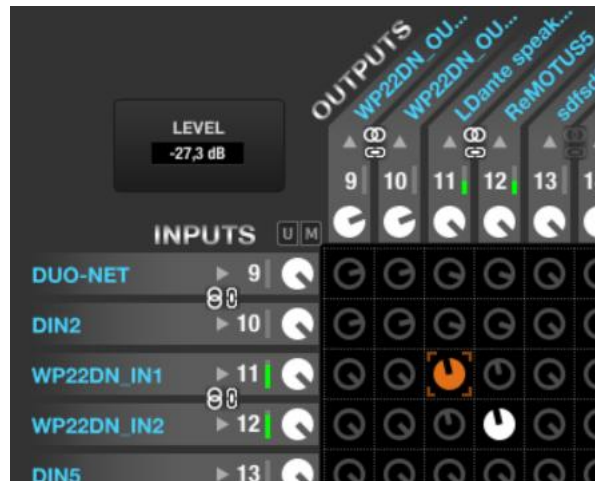 OUTPUTS
WP22DN_OU...
WP22DN_OU...
LDante speak...
ReMOTUS5
sdfsd
LEVEL
-27,3 dB
9 10 11 12 13 1
INPUTS U M
DUO-NET 9
DIN2 10
WP22DN_IN1 11
WP22DN_IN2 12
DIN5 13